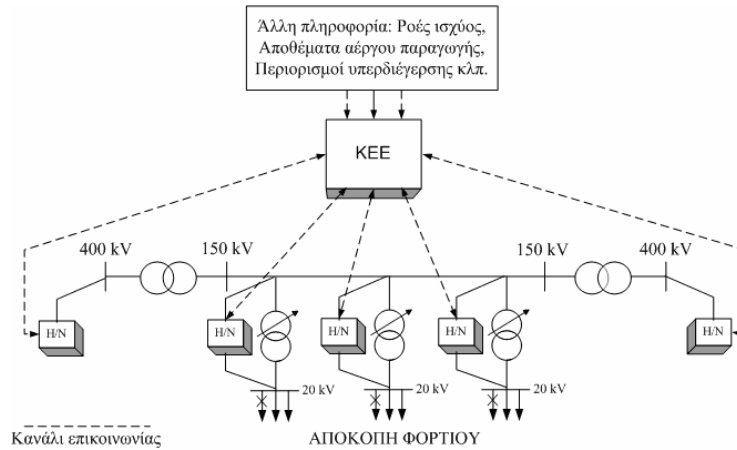 Άλλη πληροφορία: Ροές ισχύος,
Αποθέματα αέργου παραγωγής,
Περιορισμοί υπερδιέγερσης κλπ.
ΚΕΕ
400 kV
150 kV
150 kV
400 kV
H/N
H/N
H/N
H/N
H/N
20 kV
20 kV
20 kV
Κανάλι επικοινωνίας
ΑΠΟΚΟΠΗ ΦΟΡΤΙΟΥ